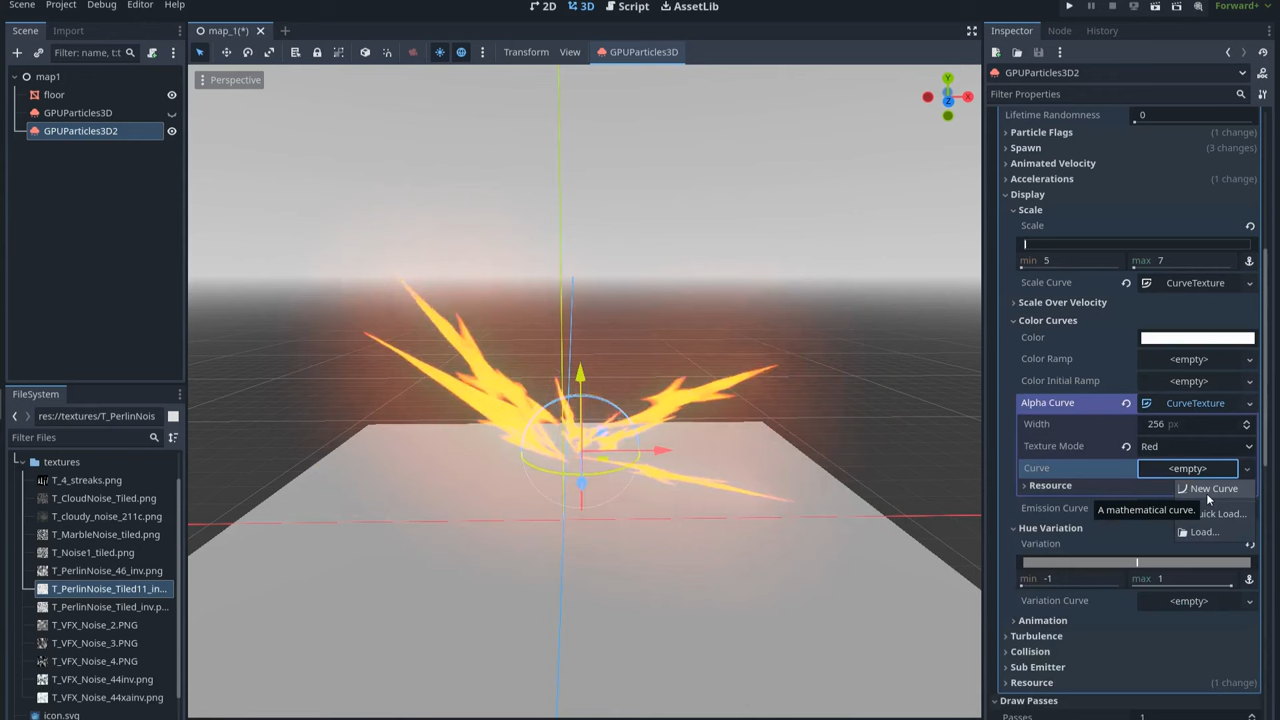 Scene Project Debug Editor Help
2D 3D Script AssetLib
Forward+
Scene Import
map_1(*)
Inspector Node History
Filter: name, t:t
Transform View GPUParticles3D
map1
floor
GPUParticles3D
GPUParticles3D2
Perspective
Y
X
Z
GPUParticles3D2
Filter Properties
Lifetime Randomness 0
Particle Flags (1 change)
Spawn (3 changes)
Animated Velocity
Accelerations (1 change)
Display
Scale
Scale
min 5 max 7
Scale Curve CurveTexture
Scale Over Velocity
Color Curves
Color
Color Ramp <empty>
Color Initial Ramp <empty>
Alpha Curve CurveTexture
Width 256 px
Texture Mode Red
Curve <empty>
Resource
New Curve
A mathematical curve.
uick Load...
Load...
Emission Curve
Hue Variation
Variation
min -1 max 1
Variation Curve <empty>
Animation
Turbulence
Collision
Sub Emitter
Resource (1 change)
Draw Passes
Passes 1
FileSystem
res://textures/T_PerlinNois
Filter Files
textures
T_4_streaks.png
T_CloudNoise_Tiled.png
T_cloudy_noise_211c.png
T_MarbleNoise_tiled.png
T_Noise1_tiled.png
T_PerlinNoise_46_inv.png
T_PerlinNoise_Tiled11_in...
T_PerlinNoise_Tiled_inv.p...
T_VFX_Noise_2.PNG
T_VFX_Noise_3.PNG
T_VFX_Noise_4.PNG
T_VFX_Noise_44inv.png
T_VFX_Noise_44xainv.png
icon.svg